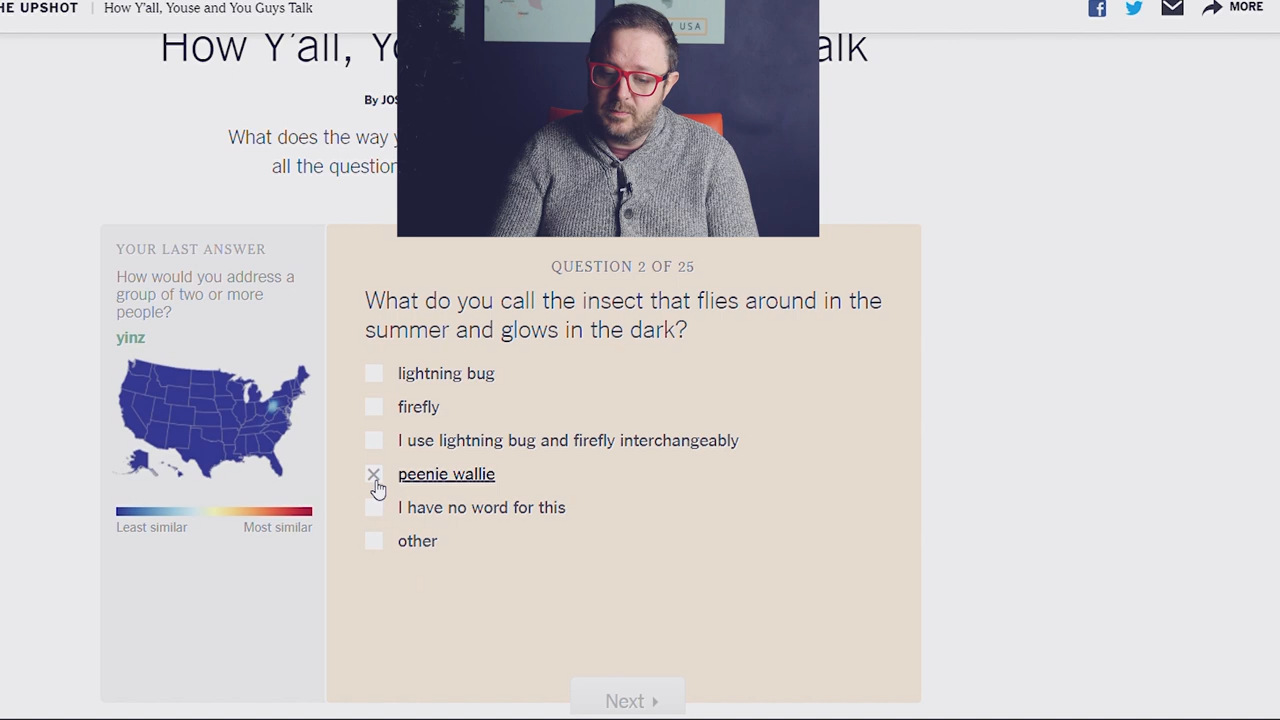 HE UPSHOT | How Y'all, Youse and You Guys Talk MORE
How Y'all, Yo alk
USA
By JOS
What does the way y
all the question
YOUR LAST ANSWER
How would you address a
group of two or more
people?
yinz
Least similar Most similar
QUESTION 2 OF 25
What do you call the insect that flies around in the
summer and glows in the dark?
lightning bug
firefly
I use lightning bug and firefly interchangeably
peenie wallie
I have no word for this
other
Next